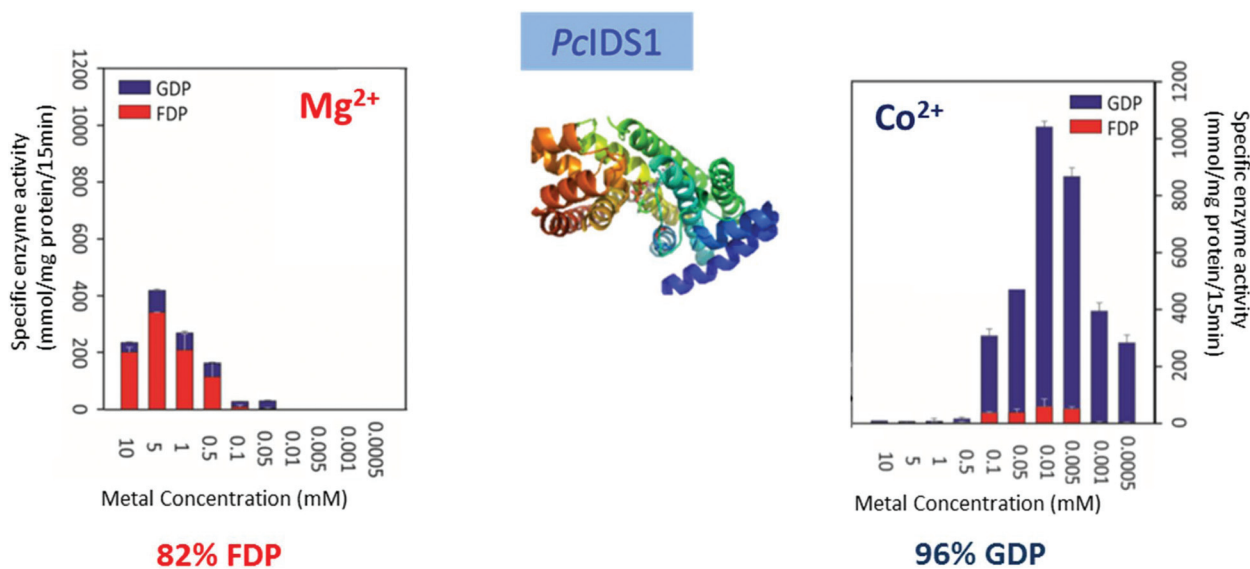 PcIDS1
Specific enzyme activity
(mmol/mg protein/15min)
1200
1000
800
600
400
200
0
GDP
FDP
Mg²⁺
10
5
1
0.5
0.1
0.05
0.01
0.005
0.001
0.0005
Metal Concentration (mM)
82% FDP
Co²⁺
GDP
FDP
1200
1000
800
600
400
200
0
Specific enzyme activity
(mmol/mg protein/15min)
10
5
1
0.5
0.1
0.05
0.01
0.005
0.001
0.0005
Metal Concentration (mM)
96% GDP